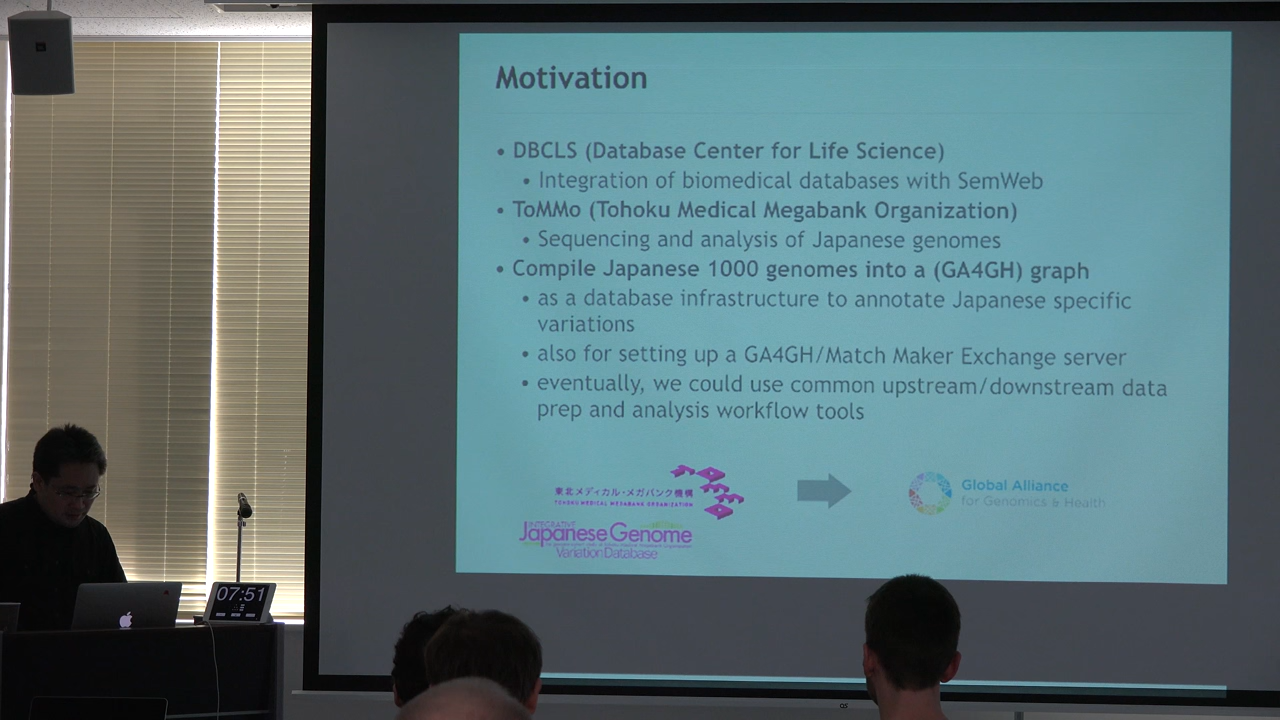 Motivation
• DBCLS (Database Center for Life Science)
• Integration of biomedical databases with SemWeb
• ToMMo (Tohoku Medical Megabank Organization)
• Sequencing and analysis of Japanese genomes
• Compile Japanese 1000 genomes into a (GA4GH) graph
• as a database infrastructure to annotate Japanese specific
variations
• also for setting up a GA4GH/Match Maker Exchange server
• eventually, we could use common upstream/downstream data
prep and analysis workflow tools
東北メディカル・メガバンク機構
TOHOKU MEDICAL MEGABANK ORGANIZATION
INTEGRATIVE
Japanese Genome
Variation Database
Global Alliance
for Genomics & Health
07:51